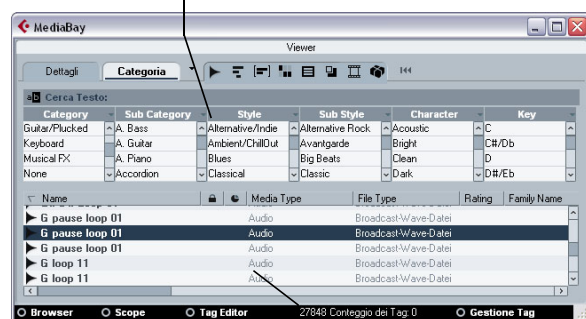 MediaBay
Viewer
Dettagli Categoria
Cerca Testo:
Category Sub Category Style Sub Style Character Key
Guitar/Plucked A. Bass Alternative/Indie Alternative Rock Acoustic C
Keyboard A. Guitar Ambient/ChillOut Avantgarde Bright C#/Db
Musical FX A. Piano Blues Big Beats Clean D
None Accordion Classical Classic Dark D#/Eb
Name Media Type File Type Rating Family Name
G pause loop 01 Audio Broadcast-Wave-Datei
G pause loop 01 Audio Broadcast-Wave-Datei
G pause loop 01 Audio Broadcast-Wave-Datei
G loop 11 Audio Broadcast-Wave-Datei
G loop 11 Audio Broadcast-Wave-Datei
Browser Scope Tag Editor 27848 Conteggio dei Tag: 0 Gestione Tag